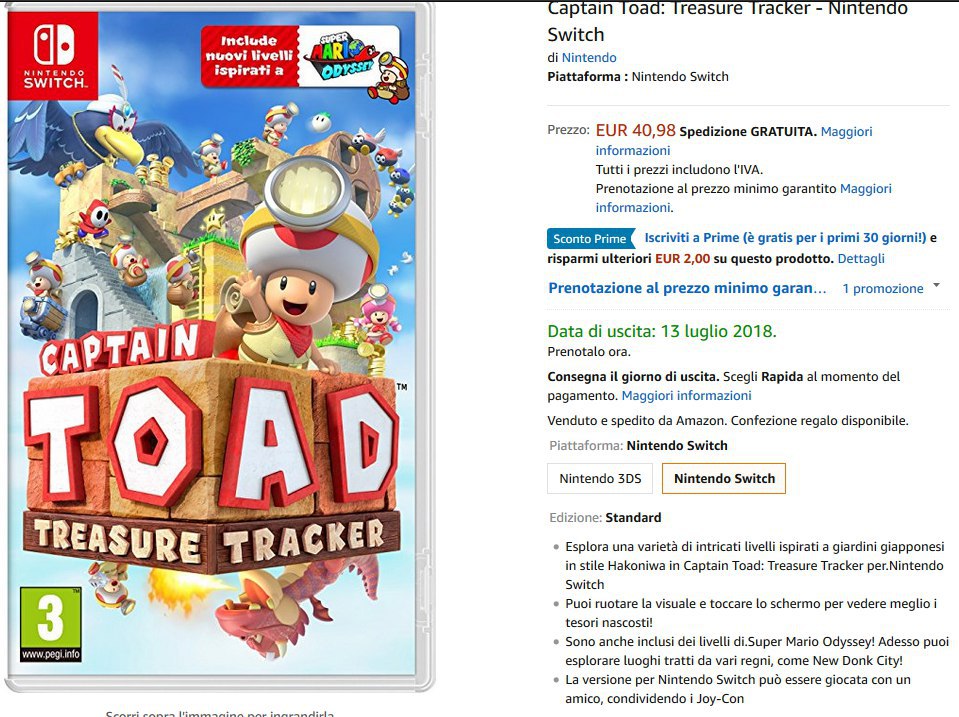 Include
nuovi livelli
ispirati a
SUPER
MARIO
ODYSSEY
NINTENDO
SWITCH™
CAPTAIN
TOAD™
TREASURE TRACKER
3
www.pegi.info
Scorri sopra l'immagine per ingrandirla
Captain Toad: Treasure Tracker - Nintendo
Switch
di Nintendo
Piattaforma : Nintendo Switch
Prezzo: EUR 40,98 Spedizione GRATUITA. Maggiori
informazioni
Tutti i prezzi includono l'IVA.
Prenotazione al prezzo minimo garantito Maggiori
informazioni.
Sconto Prime Iscriviti a Prime (è gratis per i primi 30 giorni!) e
risparmi ulteriori EUR 2,00 su questo prodotto. Dettagli
Prenotazione al prezzo minimo garan... 1 promozione
Data di uscita: 13 luglio 2018.
Prenotalo ora.
Consegna il giorno di uscita. Scegli Rapida al momento del
pagamento. Maggiori informazioni
Venduto e spedito da Amazon. Confezione regalo disponibile.
Piattaforma: Nintendo Switch
Nintendo 3DS Nintendo Switch
Edizione: Standard
Esplora una varietà di intricati livelli ispirati a giardini giapponesi
in stile Hakoniwa in Captain Toad: Treasure Tracker per.Nintendo
Switch
Puoi ruotare la visuale e toccare lo schermo per vedere meglio i
tesori nascosti!
Sono anche inclusi dei livelli di.Super Mario Odyssey! Adesso puoi
esplorare luoghi tratti da vari regni, come New Donk City!
La versione per Nintendo Switch può essere giocata con un
amico, condividendo i Joy-Con